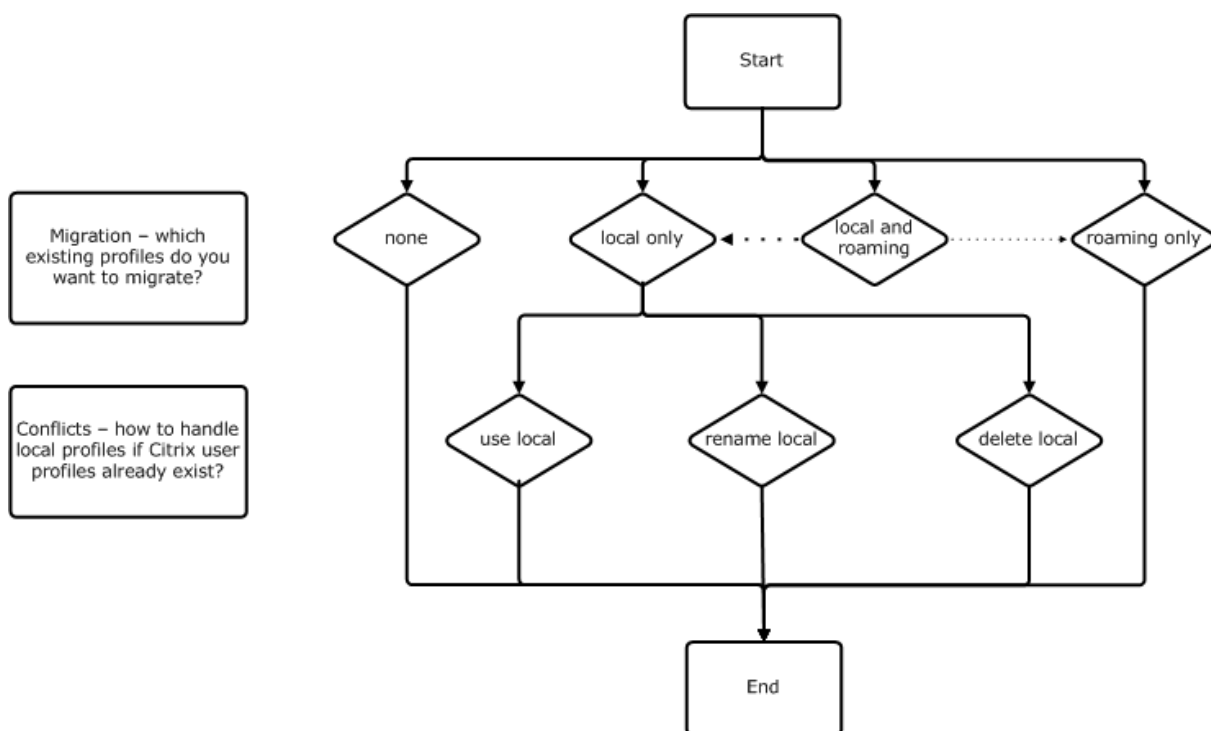 Start
Migration – which
existing profiles do you
want to migrate?
none
local only
local and
roaming
roaming only
Conflicts – how to handle
local profiles if Citrix user
profiles already exist?
use local
rename local
delete local
End